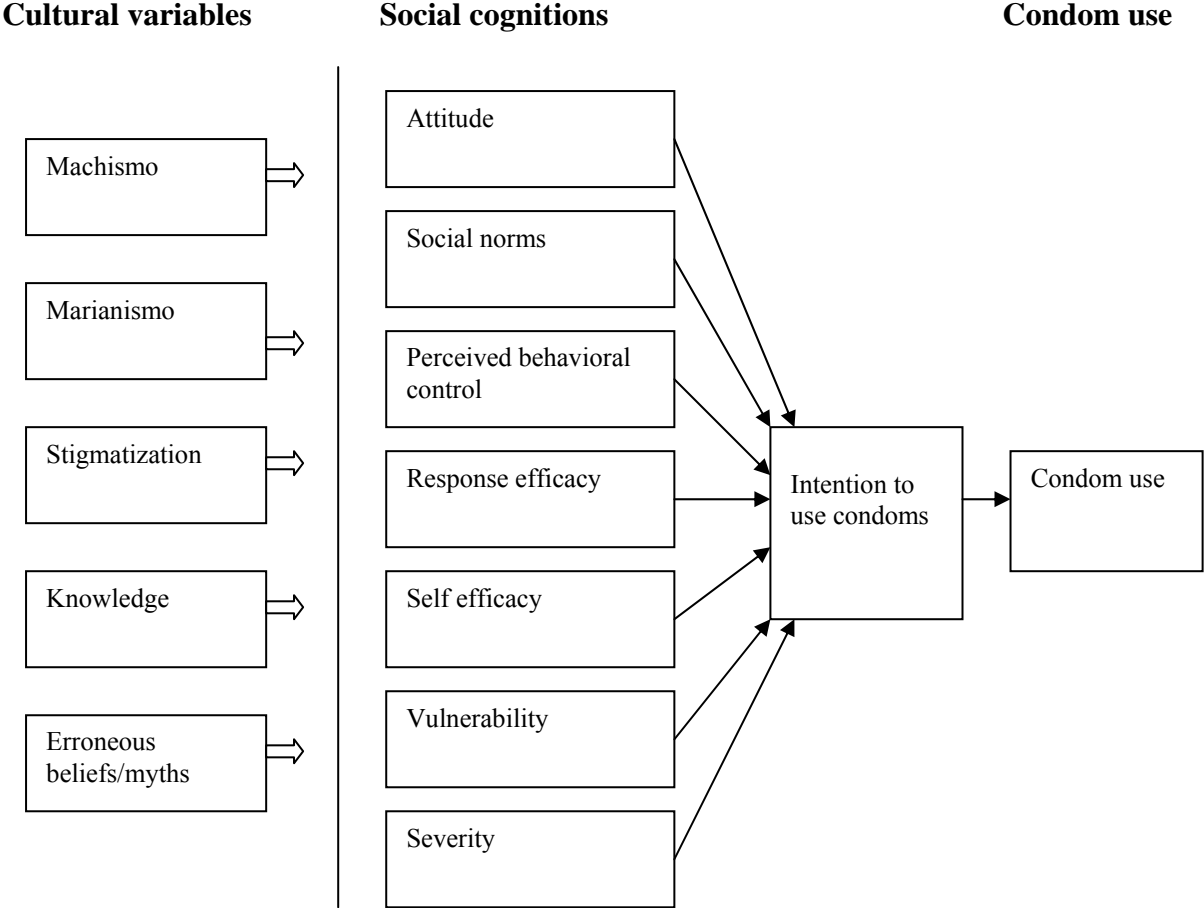 Cultural variables
Social cognitions
Condom use
Machismo
Marianismo
Stigmatization
Knowledge
Erroneous
beliefs/myths
Attitude
Social norms
Perceived behavioral
control
Response efficacy
Self efficacy
Vulnerability
Severity
Intention to
use condoms
Condom use